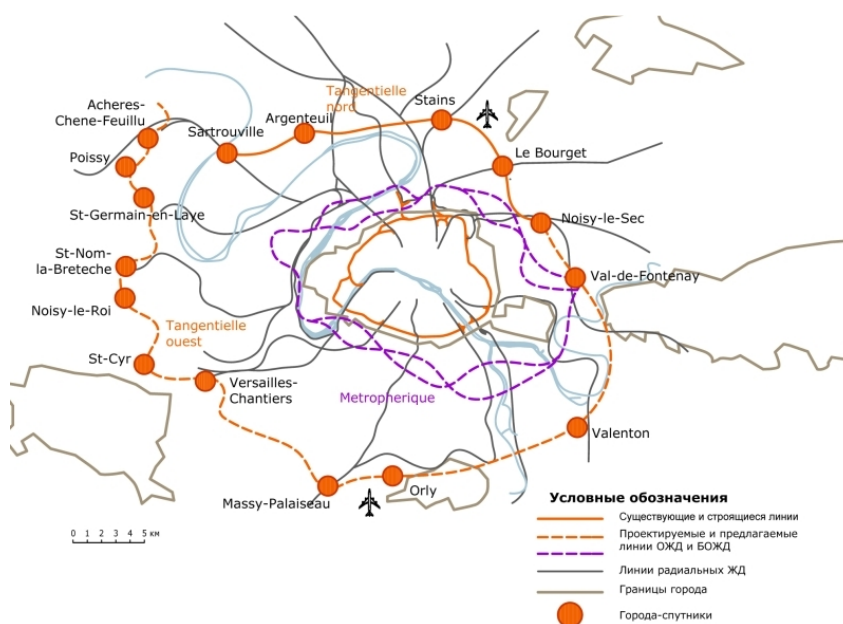 Tangentielle
nord
Stains
Acheres-
Chene-Feuillu
Argenteuil
Sartrouville
Poissy
Le Bourget
St-Germain-en-Laye
Noisy-le-Sec
St-Nom-
la-Breteche
Val-de-Fontenay
Noisy-le-Roi
Tangentielle
ouest
St-Cyr
Versailles-
Chantiers
Metropherique
Valenton
Massy-Palaiseau
Orly
Условные обозначения
Существующие и строящиеся линии
Проектируемые и предлагаемые
линии ОЖД и БОЖД
Линии радиальных ЖД
Границы города
Города-спутники
0 1 2 3 4 5 км